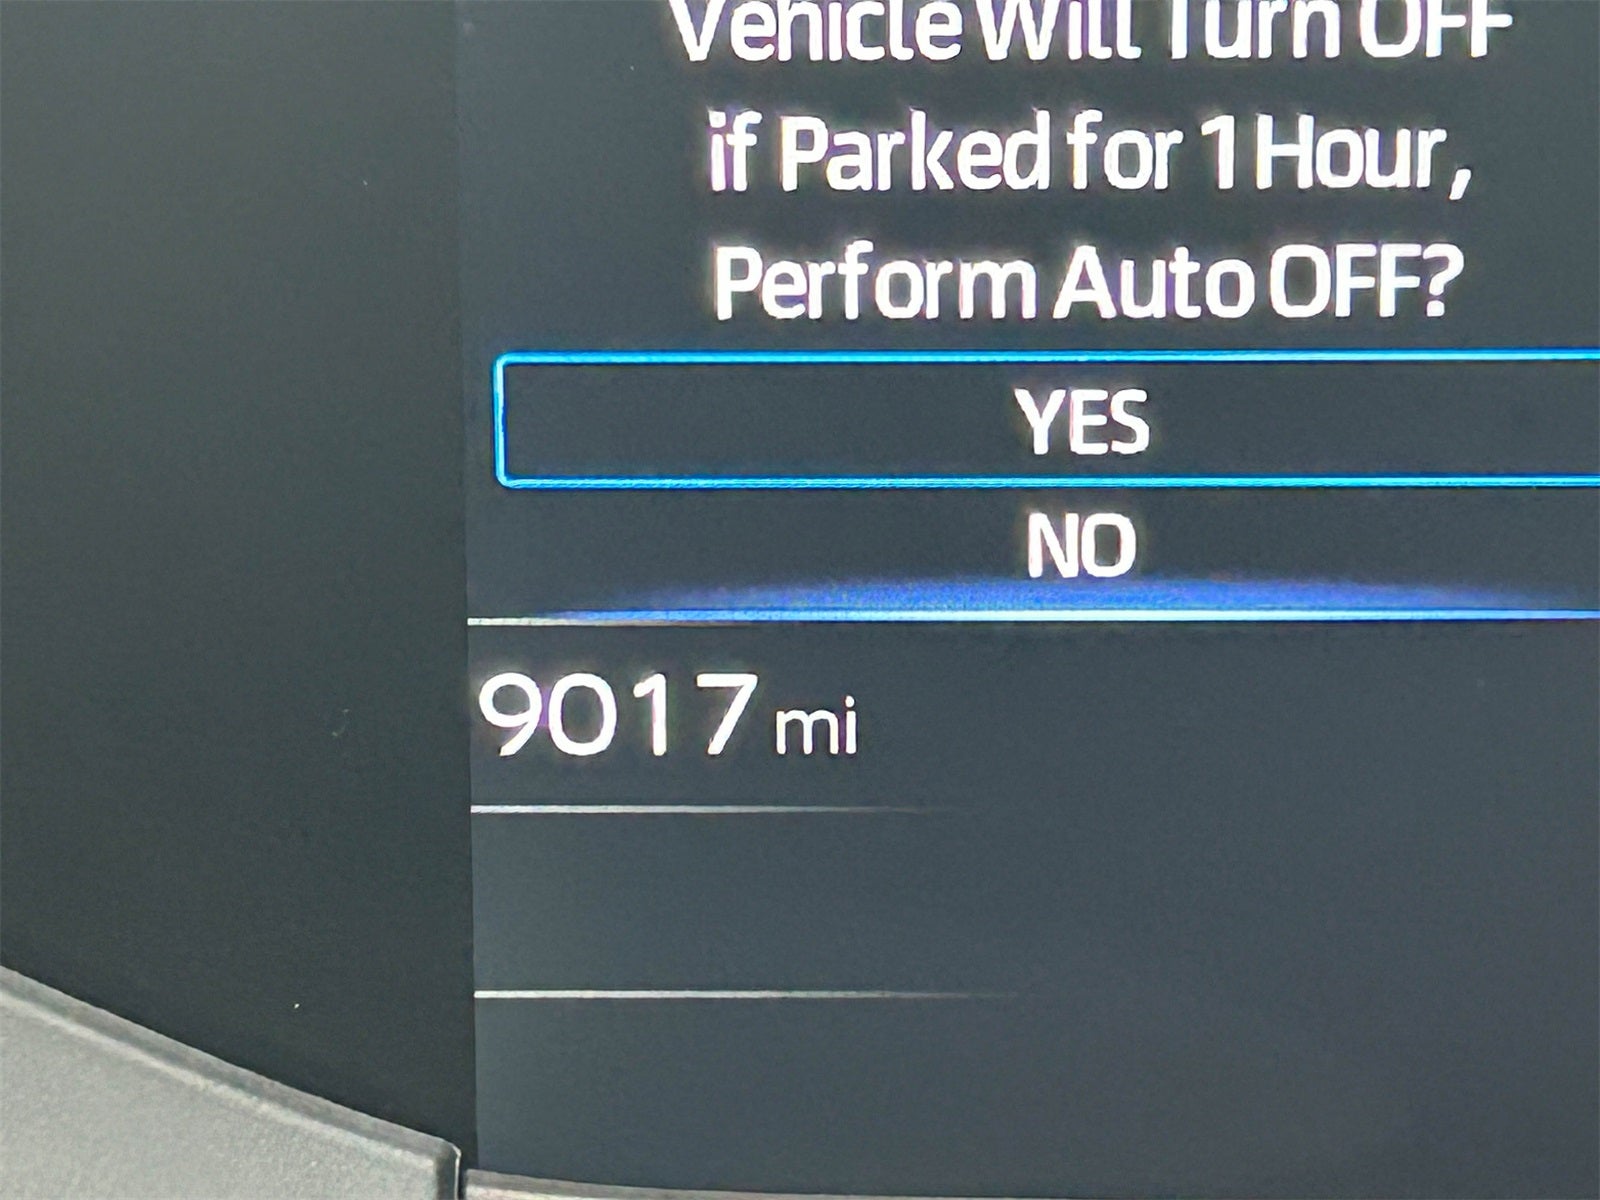 Vehicle Will Turn OFF
if Parked for 1 Hour,
Perform Auto OFF?
YES
NO
9017 mi